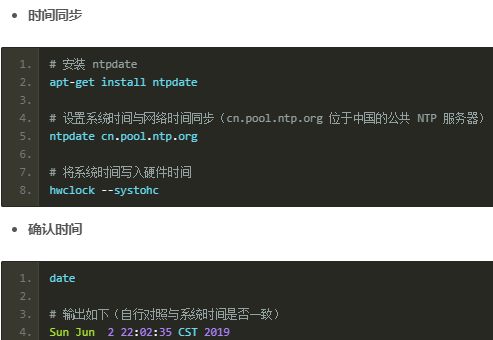 时间同步
1. # 安装 ntpdate
2. apt-get install ntpdate
3.
4. # 设置系统时间与网络时间同步（cn.pool.ntp.org 位于中国的公共 NTP 服务器）
5. ntpdate cn.pool.ntp.org
6.
7. # 将系统时间写入硬件时间
8. hwclock --systohc
确认时间
1. date
2.
3. # 输出如下（自行对照与系统时间是否一致）
4. Sun Jun  2 22:02:35 CST 2019